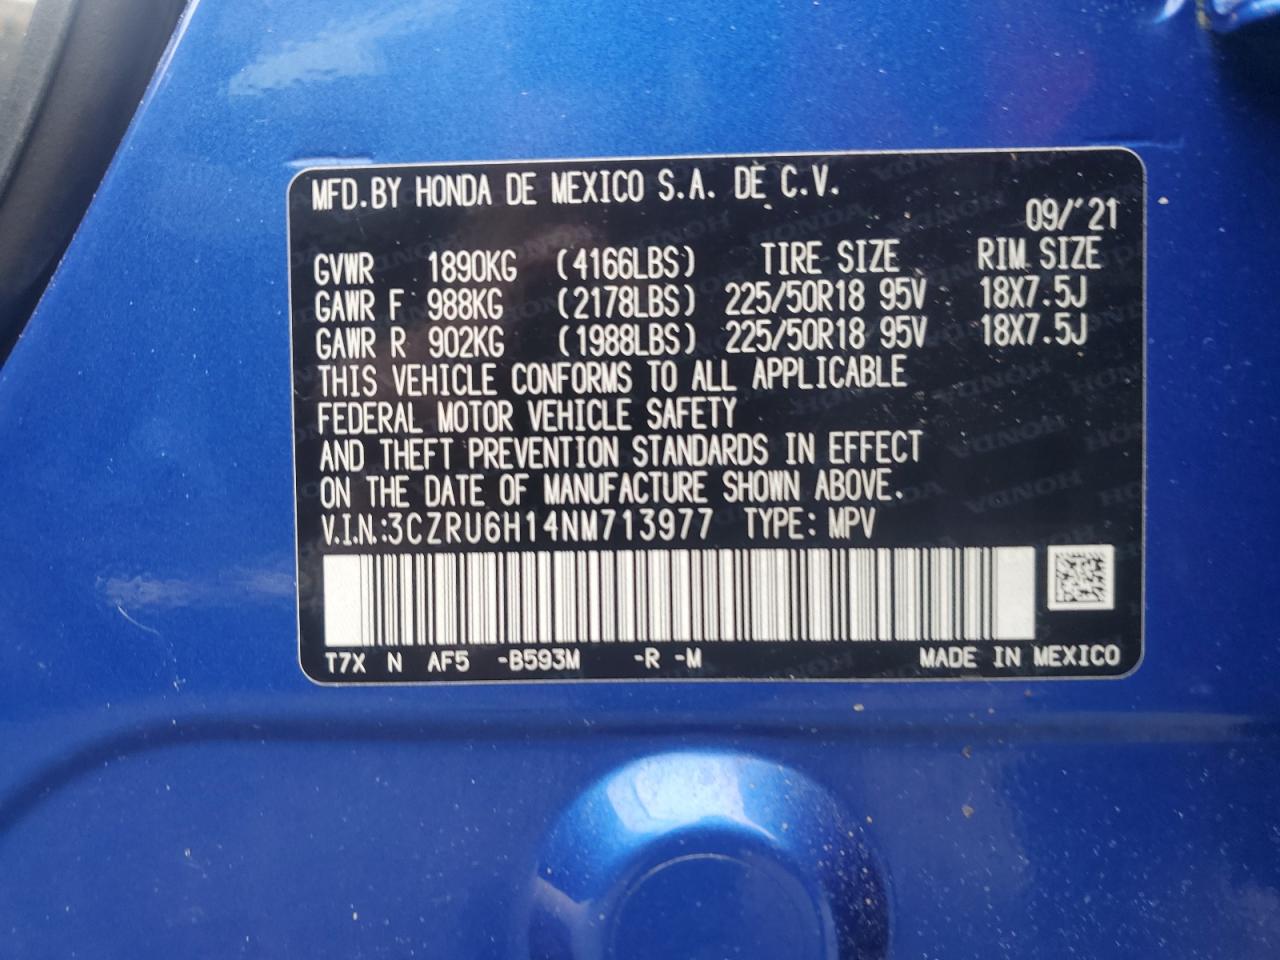 MFD.BY HONDA DE MEXICO S.A. DE C.V.
09/'21
GVWR 1890KG (4166LBS) TIRE SIZE RIM SIZE
GAWR F 988KG (2178LBS) 225/50R18 95V 18X7.5J
GAWR R 902KG (1988LBS) 225/50R18 95V 18X7.5J
THIS VEHICLE CONFORMS TO ALL APPLICABLE
FEDERAL MOTOR VEHICLE SAFETY
AND THEFT PREVENTION STANDARDS IN EFFECT
ON THE DATE OF MANUFACTURE SHOWN ABOVE.
V.I.N.:3CZRU6H14NM713977 TYPE: MPV
T7X N AF5 -B593M -R -M MADE IN MEXICO